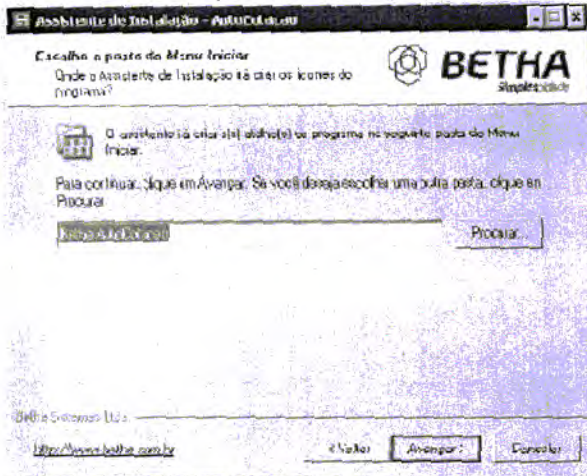 Assistente de Instalação - AutoCotacao
Escolha a pasta do Menu Iniciar
Onde o Assistente de Instalação irá criar os ícones do
programa?
BETHA
Simplicidade
O assistente irá criar o(s) atalho(s) do programa na seguinte pasta do Menu
Iniciar.
Para continuar, clique em Avançar. Se você deseja escolher uma outra pasta, clique em
Procurar.
Procurar...
Betha Sistemas Ltda.
http://www.betha.com.br
< Voltar
Avançar >
Cancelar